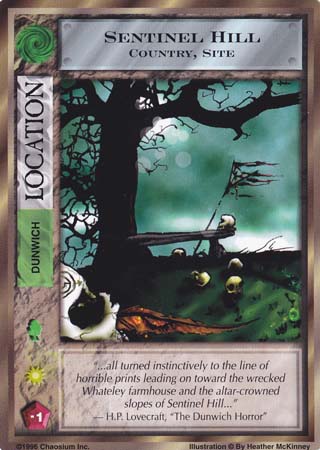 SENTINEL HILL
COUNTRY, SITE
LOCATION
DUNWICH
"...all turned instinctively to the line of
horrible prints leading on toward the wrecked
Whateley farmhouse and the altar-crowned
slopes of Sentinel Hill..."
— H.P. Lovecraft, "The Dunwich Horror"
-1
©1996 Chaosium Inc.
Illustration © By Heather McKinney